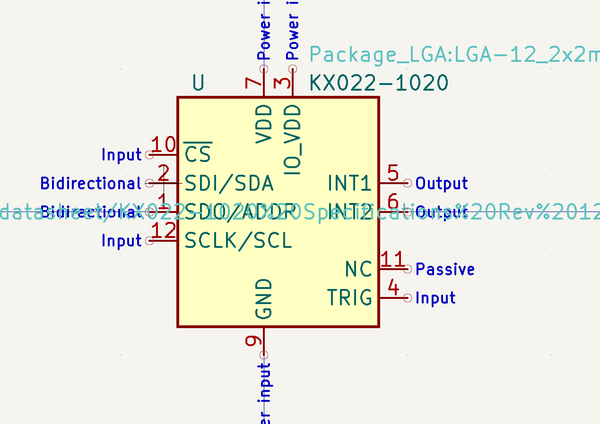 Power i
Power i
Package_LGA:LGA-12_2x2m
U
7
3
KX022-1020
VDD
IO_VDD
10
Input
CS
2
5
Bidirectional
SDI/SDA
INT1
Output
1
6
Bidirectional
SDO/ADDR
INT2
Output
datasheet/KX022-1020%20Specifications%20Rev%2012
12
Input
SCLK/SCL
11
NC
Passive
4
TRIG
Input
GND
9
er input